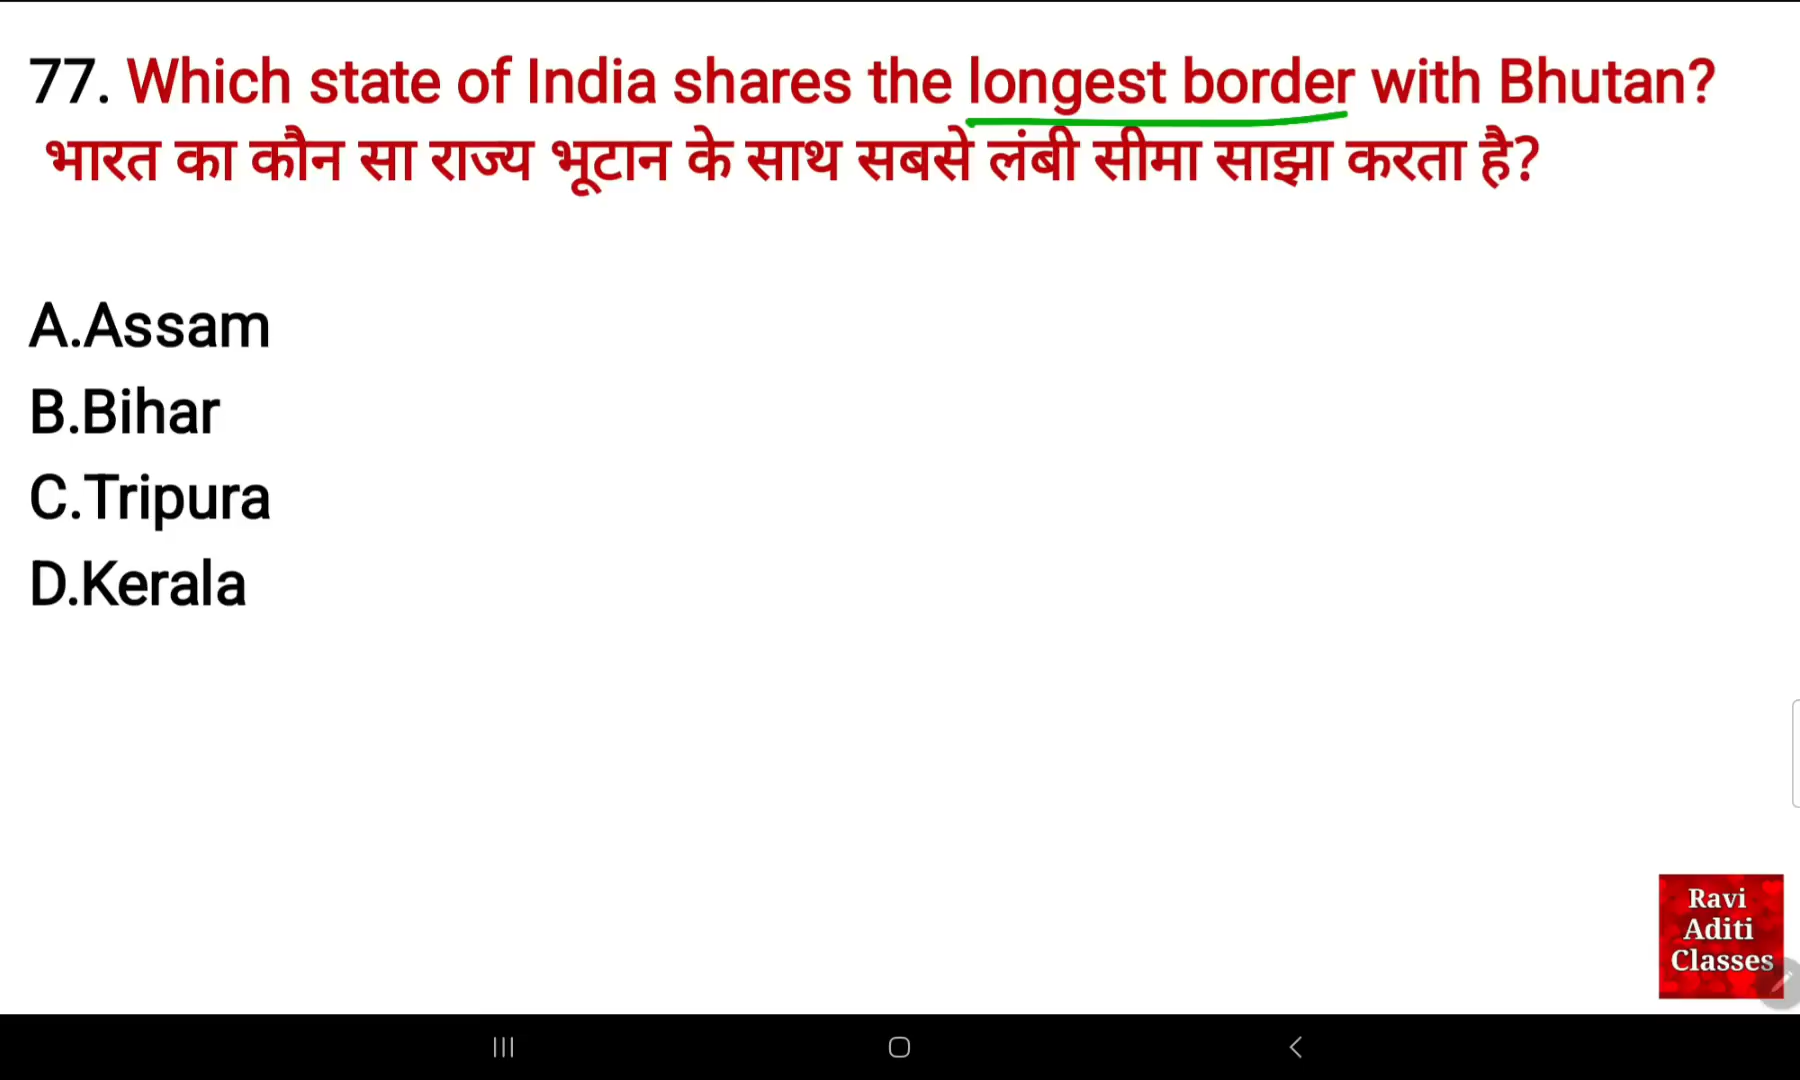 77. Which state of India shares the longest border with Bhutan?
भारत का कौन सा राज्य भूटान के साथ सबसे लंबी सीमा साझा करता है?
A.Assam
B.Bihar
C.Tripura
D.Kerala
Ravi
Aditi
Classes